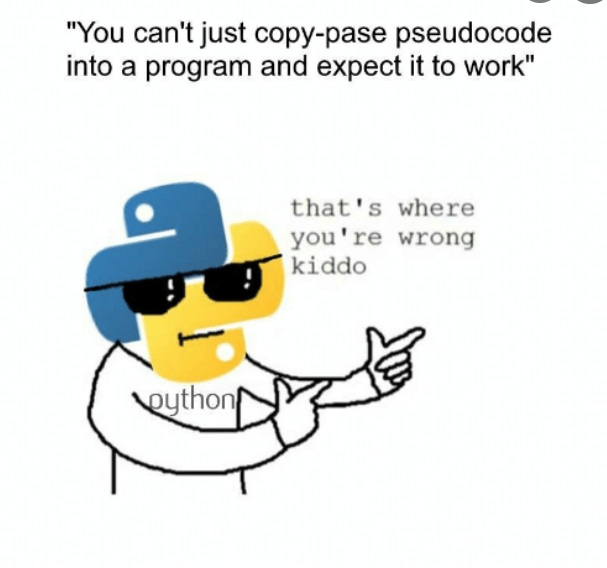 "You can't just copy-pase pseudocode
into a program and expect it to work"
that's where
you're wrong
kiddo
python